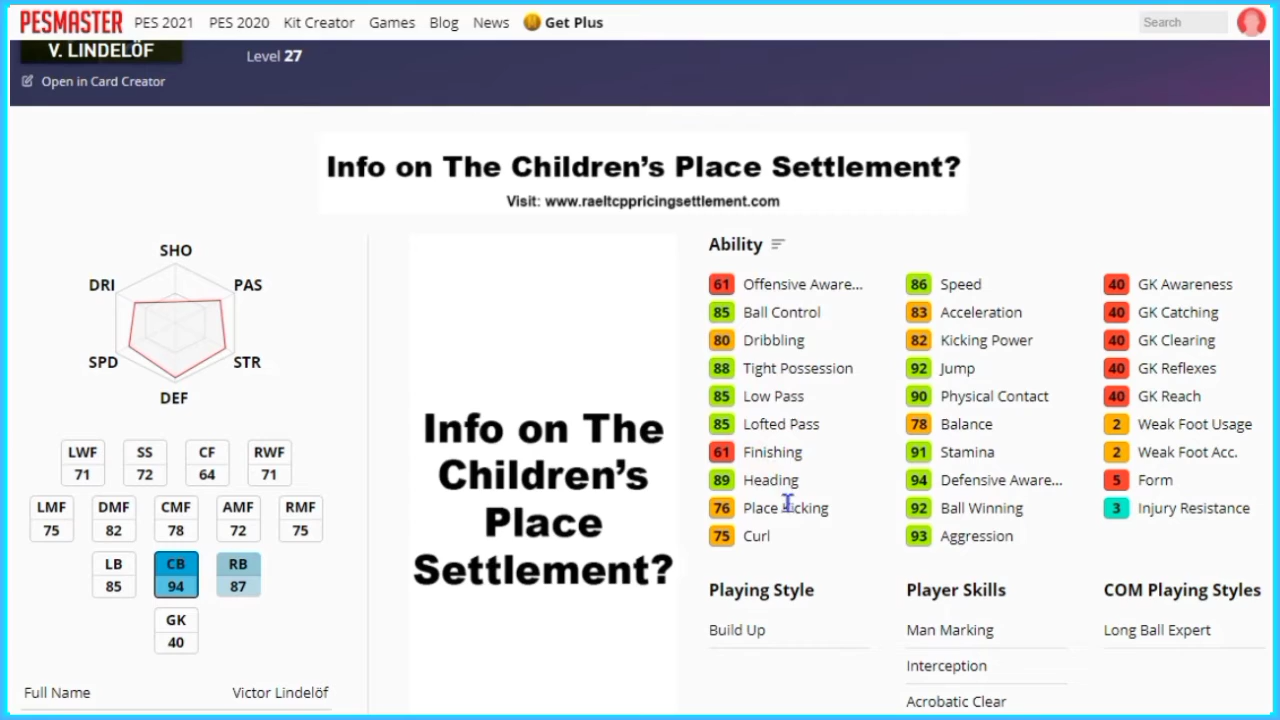 PESMASTER PES 2021 PES 2020 Kit Creator Games Blog News Get Plus Search
V. LINDELÖF
Level 27
Open in Card Creator
Info on The Children's Place Settlement?
Visit: www.raeltcppricingsettlement.com
SHO
DRI PAS
SPD STR
DEF
LWF SS CF RWF
71 72 64 71
LMF DMF CMF AMF RMF
75 82 78 72 75
LB CB RB
85 94 87
GK
40
Full Name Victor Lindelöf
Info on The
Children's
Place
Settlement?
Ability
61 Offensive Aware...
85 Ball Control
80 Dribbling
88 Tight Possession
85 Low Pass
85 Lofted Pass
61 Finishing
89 Heading
76 Place Kicking
75 Curl
86 Speed
83 Acceleration
82 Kicking Power
92 Jump
90 Physical Contact
78 Balance
91 Stamina
94 Defensive Aware...
92 Ball Winning
93 Aggression
40 GK Awareness
40 GK Catching
40 GK Clearing
40 GK Reflexes
40 GK Reach
2 Weak Foot Usage
2 Weak Foot Acc.
5 Form
3 Injury Resistance
Playing Style
Build Up
Player Skills
Man Marking
Interception
Acrobatic Clear
COM Playing Styles
Long Ball Expert